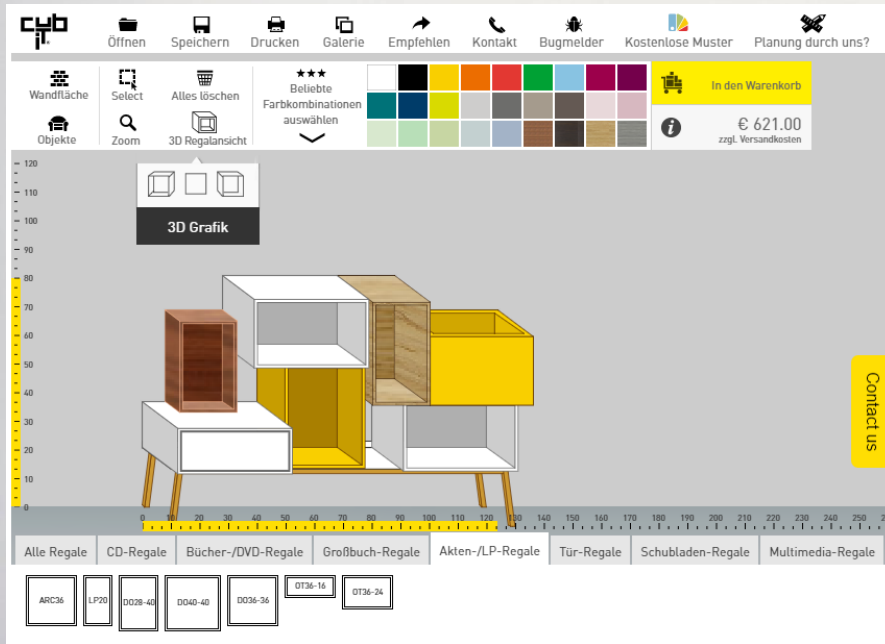 cub
iT.
Öffnen
Speichern
Drucken
Galerie
Empfehlen
Kontakt
Bugmelder
Kostenlose Muster
Planung durch uns?
Wandfläche
Select
Alles löschen
Beliebte
Farbkombinationen
auswählen
In den Warenkorb
Objekte
Zoom
3D Regalansicht
€ 621.00
zzgl. Versandkosten
3D Grafik
120
110
100
90
80
70
60
50
40
30
20
10
0
Contact us
0 10 20 30 40 50 60 70 80 90 100 110 120 130 140 150 160 170 180 190 200 210 220 230 240 250
Alle Regale
CD-Regale
Bücher-/DVD-Regale
Großbuch-Regale
Akten-/LP-Regale
Tür-Regale
Schubladen-Regale
Multimedia-Regale
ARC36
LP20
DO28-40
DO40-40
DO36-36
OT36-16
OT36-24